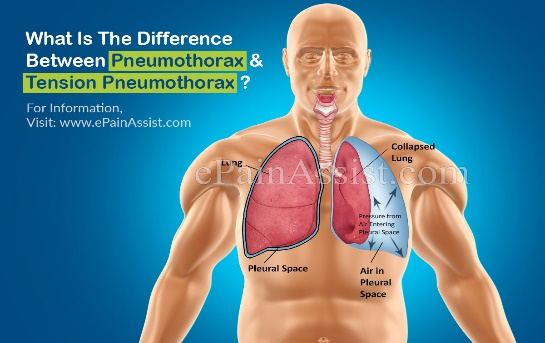 What Is The Difference
Between Pneumothorax &
Tension Pneumothorax ?
For Information,
Visit: www.ePainAssist.com
Collapsed
Lung
Lung
ePainAssist.com
Pressure from
Air Entering
Pleural Space
Pleural Space
Air in
Pleural
Space